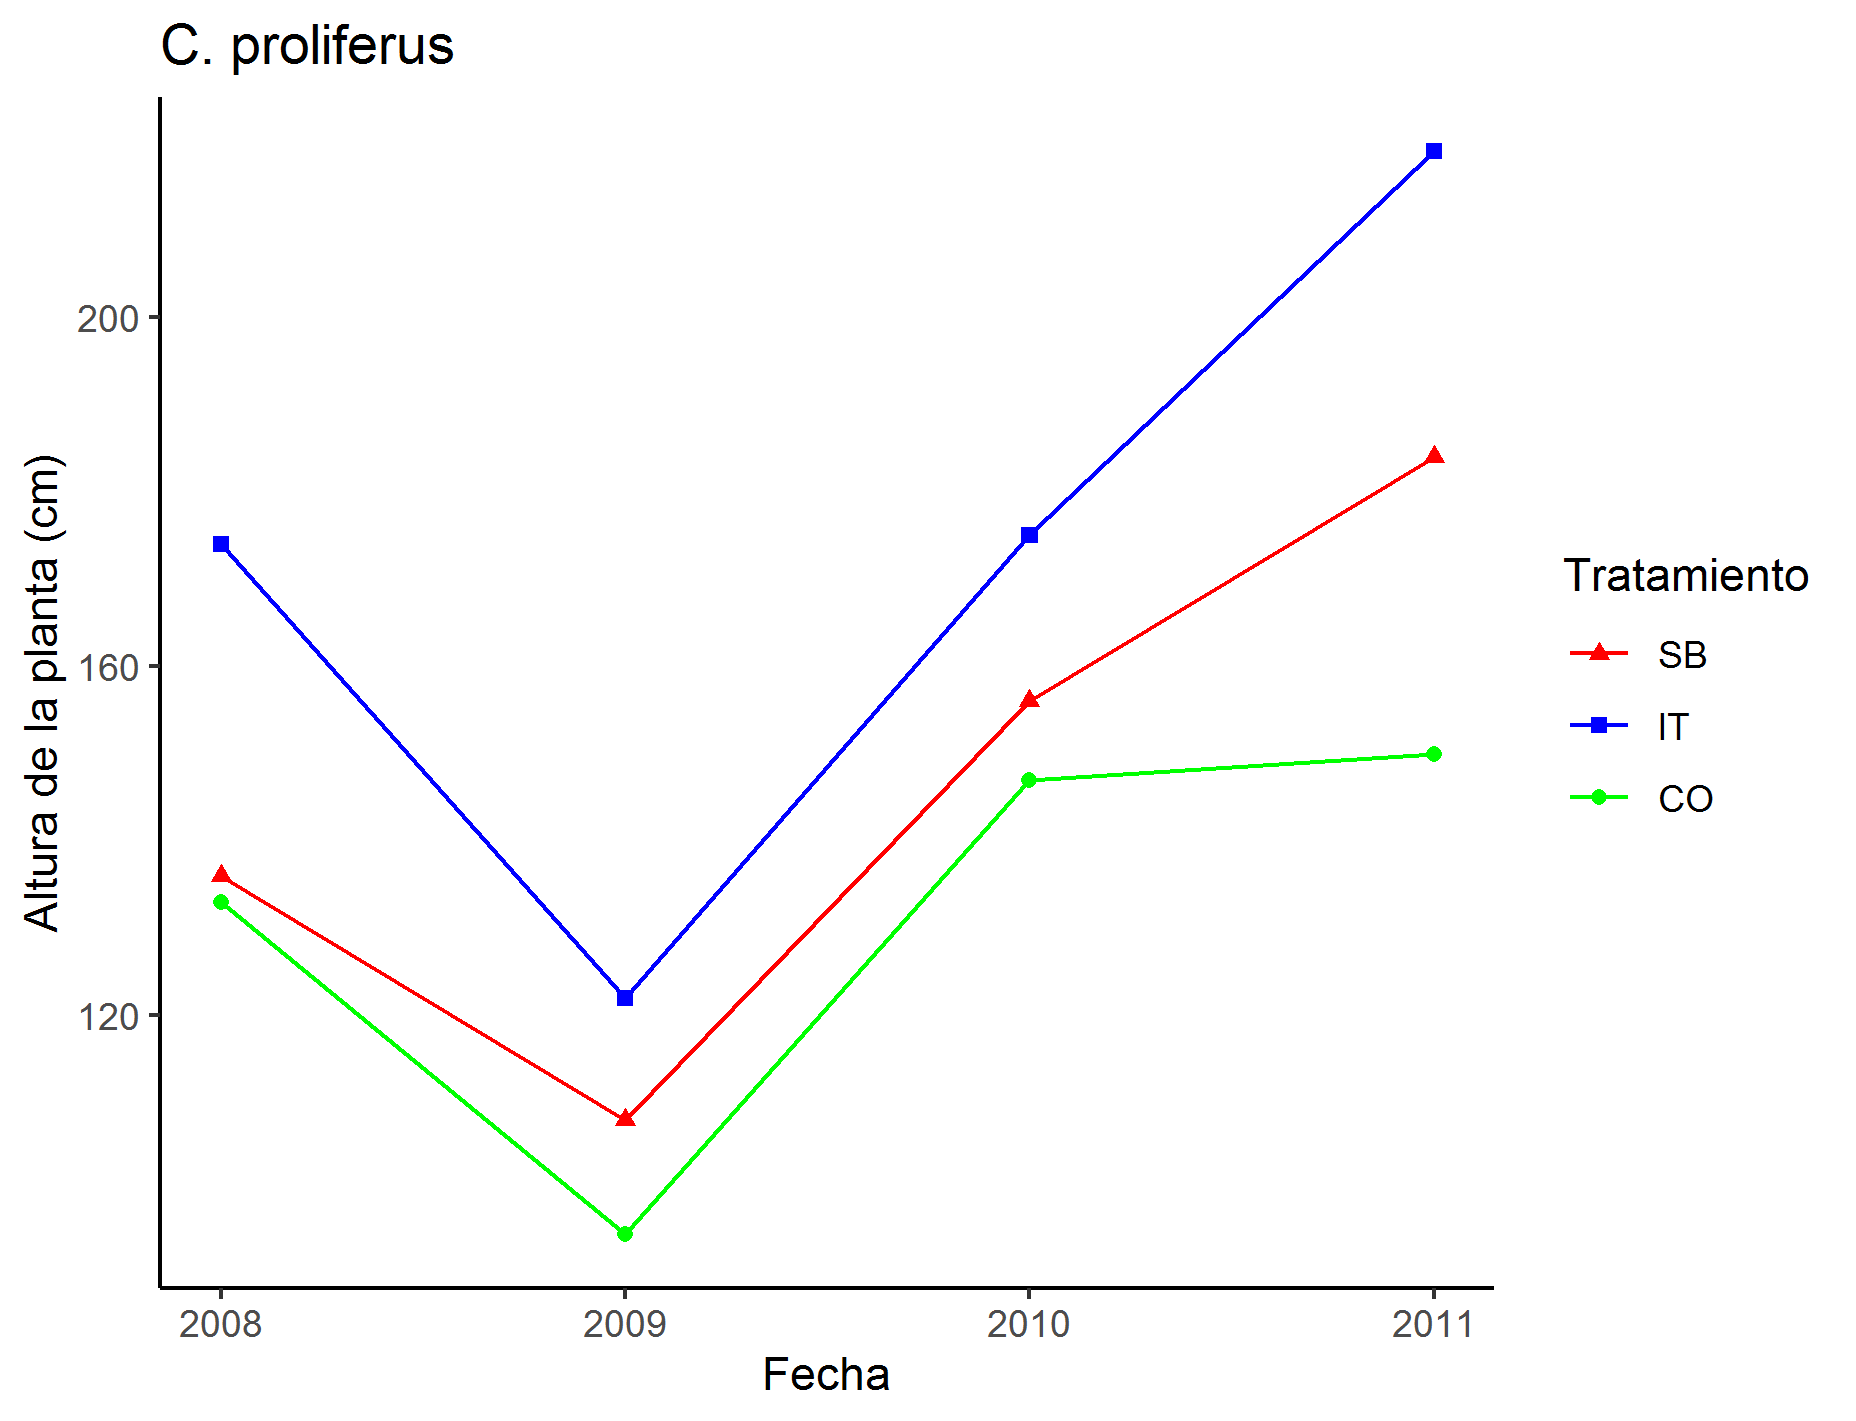 C. proliferus
Altura de la planta (cm)
200
160
120
2008 2009 2010 2011
Fecha
Tratamiento
SB
IT
CO